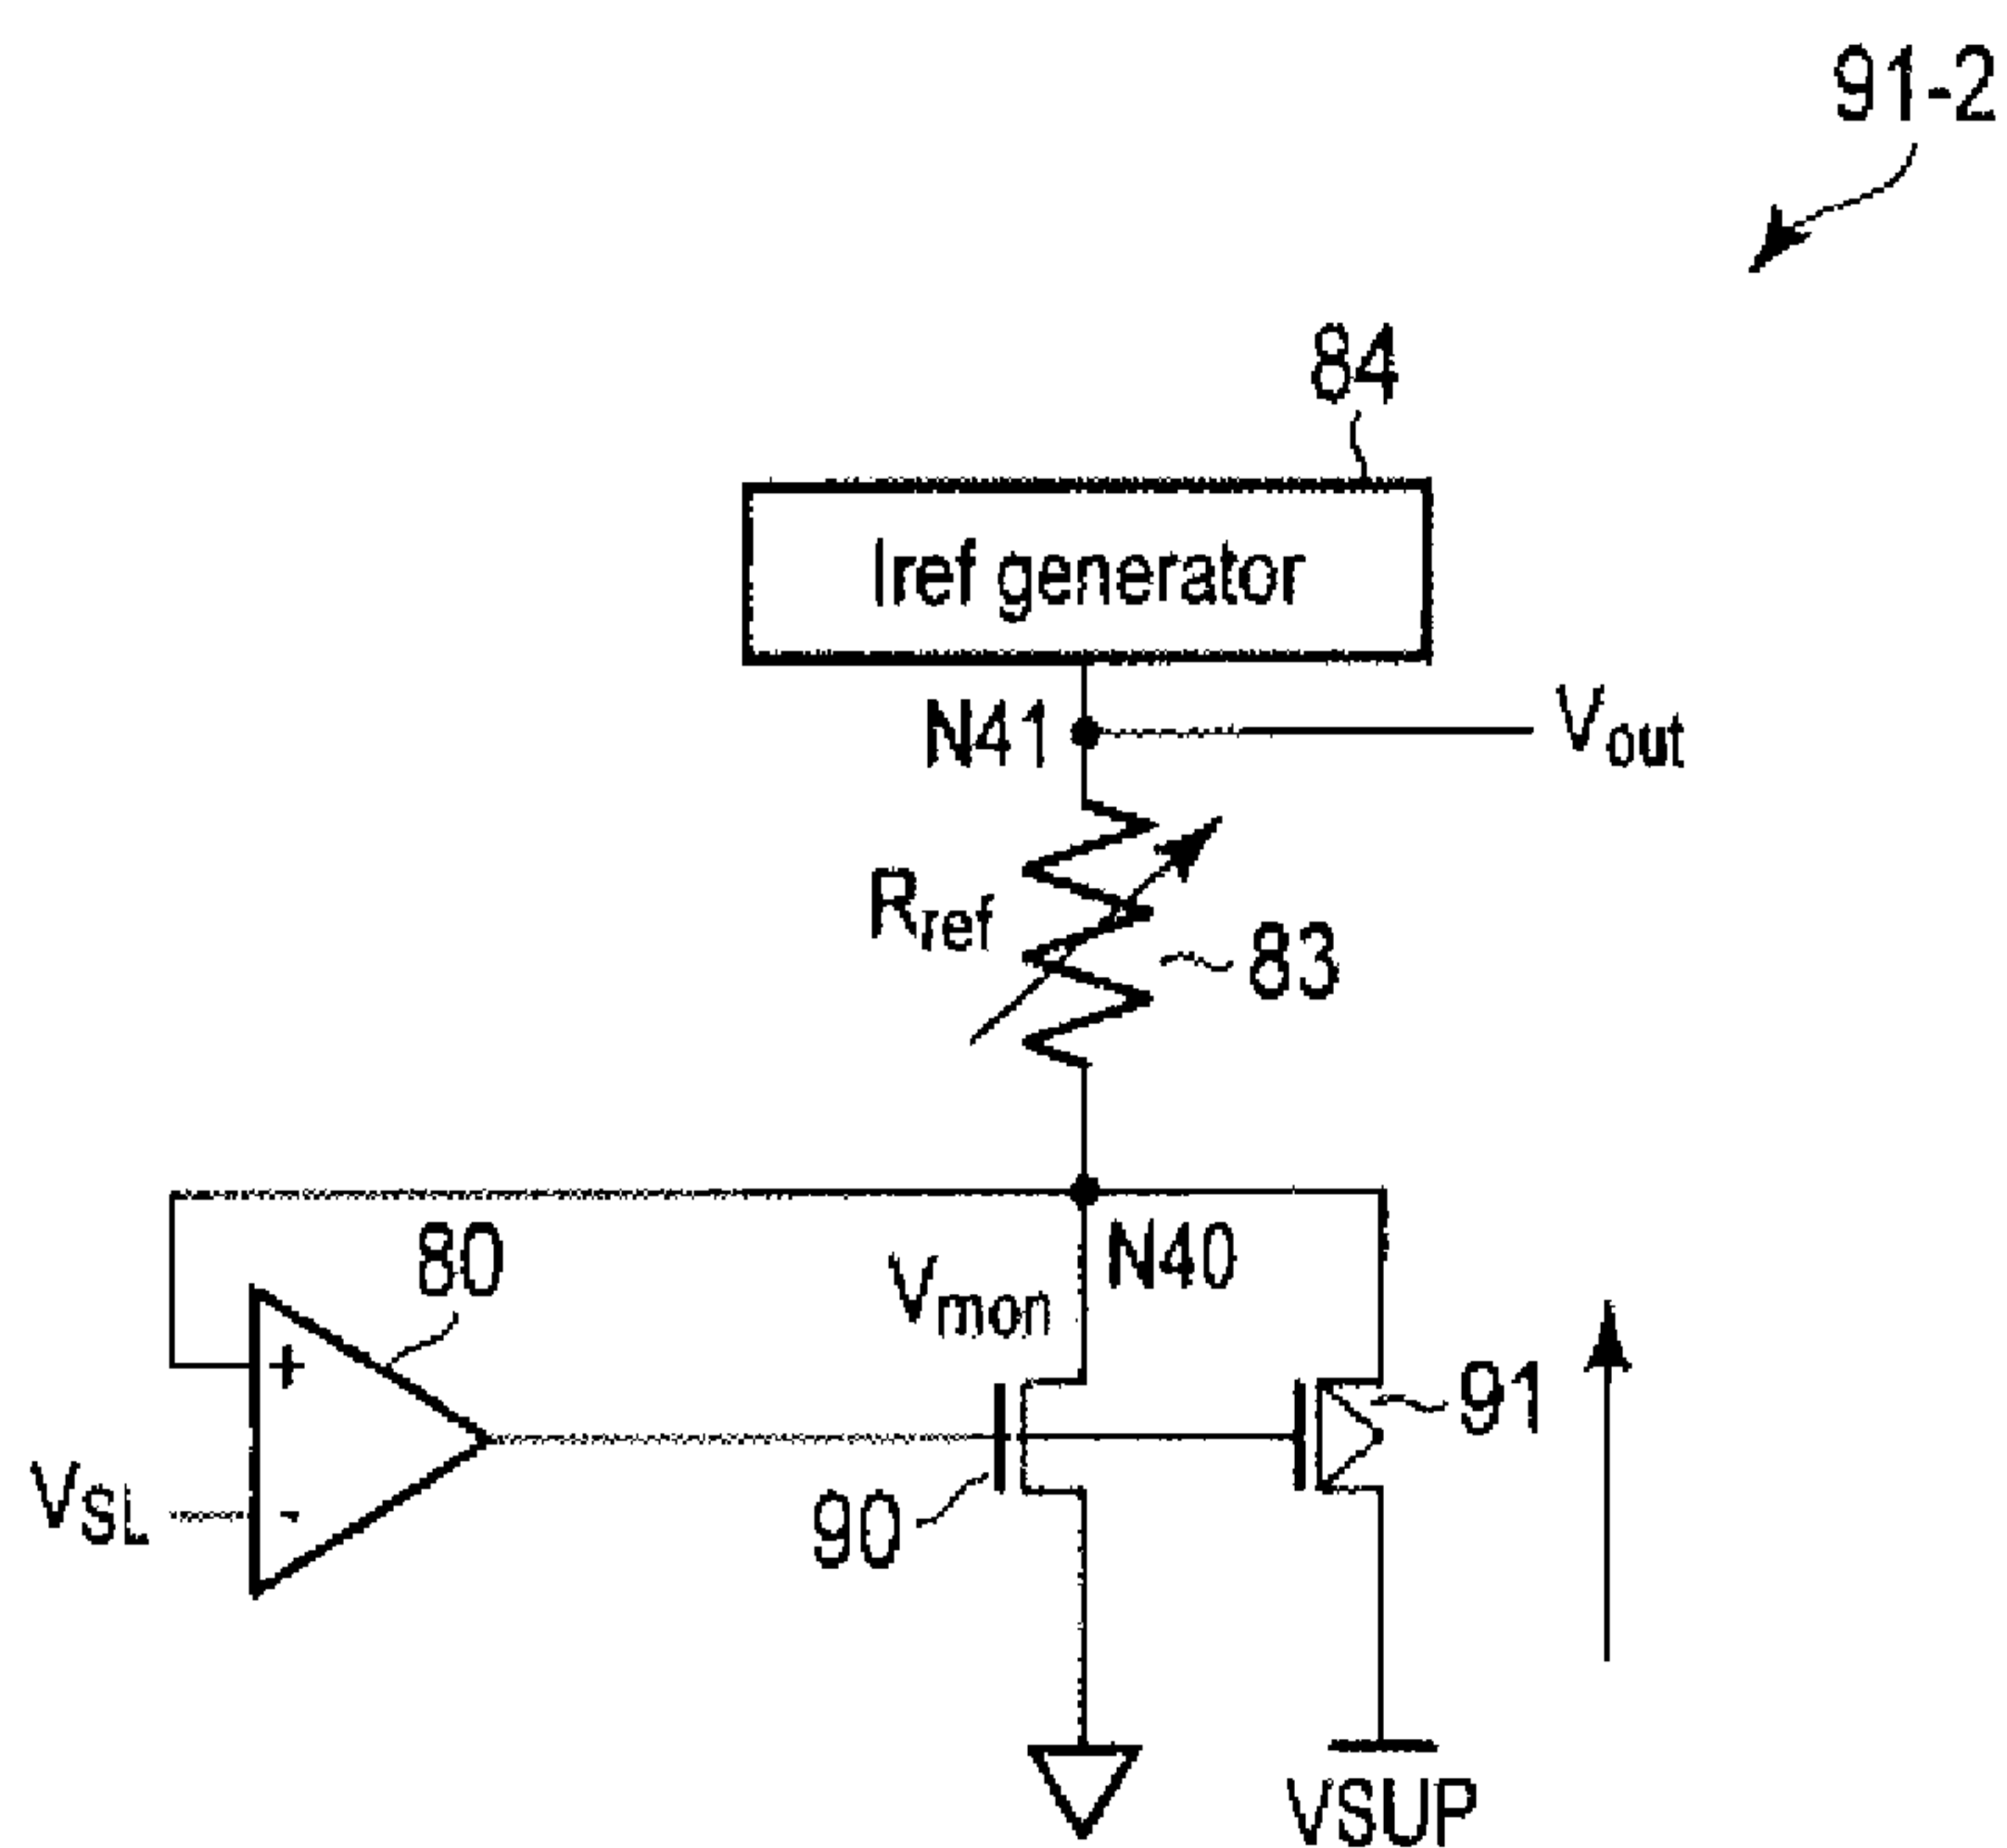 91-2
84
Iref generator
N41
Vout
Rref
83
80
Vmon
N40
+
91
VSL
-
90
VSUP